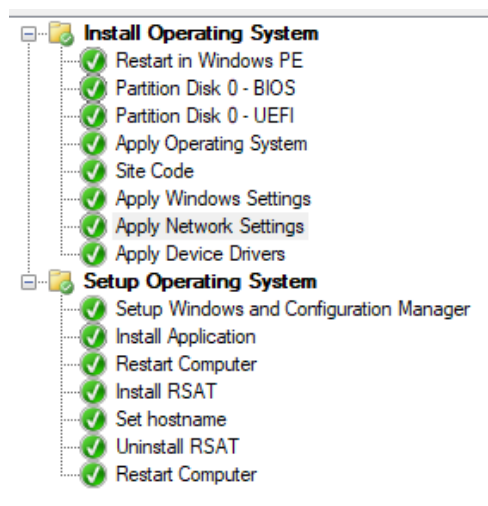 Install Operating System
Restart in Windows PE
Partition Disk 0 - BIOS
Partition Disk 0 - UEFI
Apply Operating System
Site Code
Apply Windows Settings
Apply Network Settings
Apply Device Drivers
Setup Operating System
Setup Windows and Configuration Manager
Install Application
Restart Computer
Install RSAT
Set hostname
Uninstall RSAT
Restart Computer